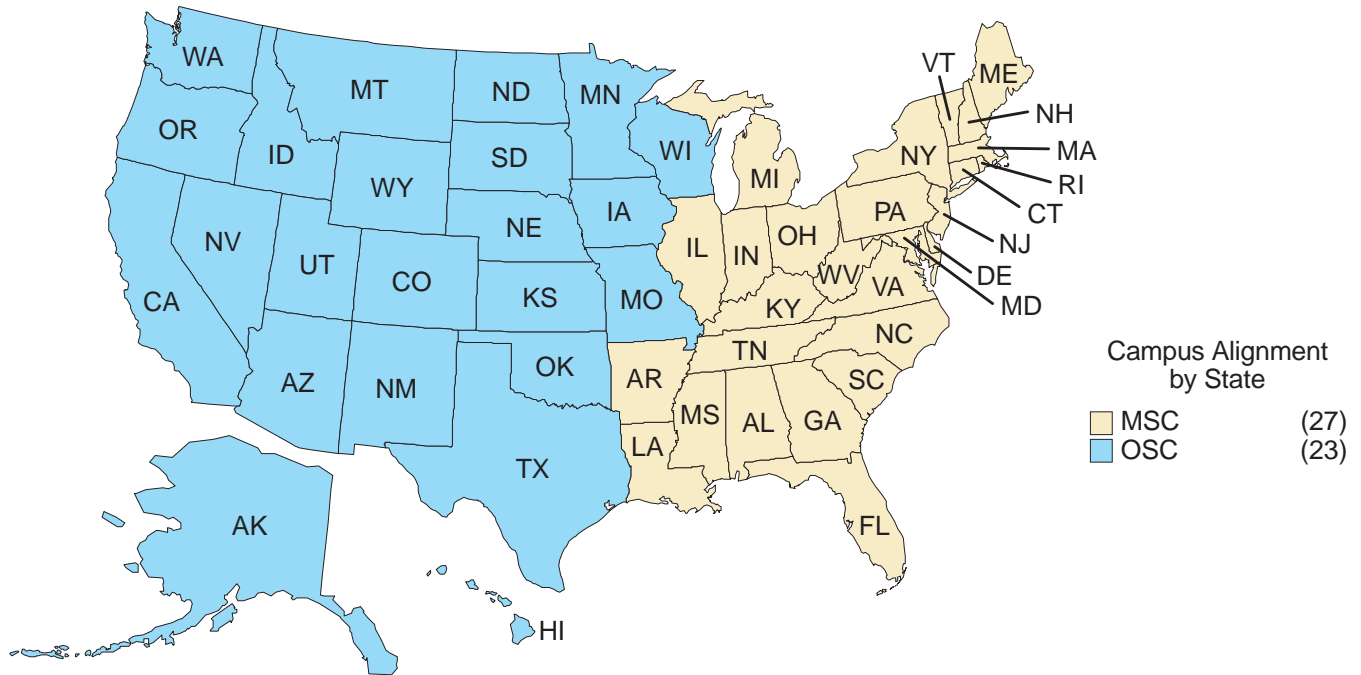 WA
MT
ND
MN
VT
ME
OR
ID
SD
WI
NH
WY
MI
NY
MA
RI
IA
CT
NE
PA
NV
UT
CO
IL
IN
OH
NJ
CA
KS
MO
WV
VA
DE
KY
MD
AZ
NM
OK
AR
TN
NC
SC
MS
AL
GA
LA
TX
FL
AK
HI
Campus Alignment
by State
MSC (27)
OSC (23)